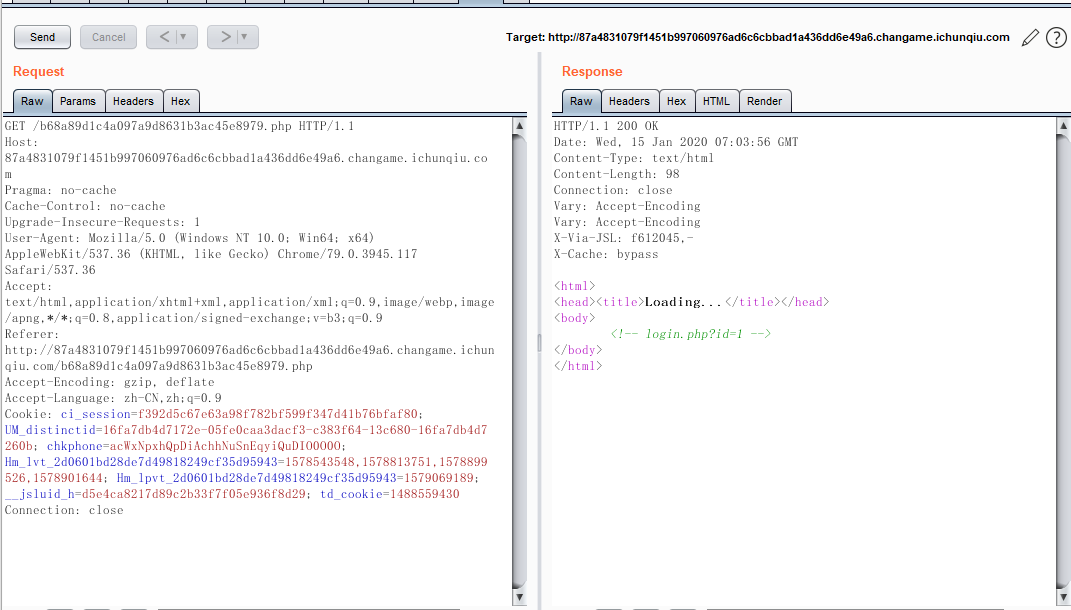 Send
Cancel
<
>
Target: http://87a4831079f1451b997060976ad6c6cbbad1a436dd6e49a6.changame.ichunqiu.com
?
Request
Response
Raw
Params
Headers
Hex
Raw
Headers
Hex
HTML
Render
GET /b68a89d1c4a097a9d8631b3ac45e8979.php HTTP/1.1
Host:
87a4831079f1451b997060976ad6c6cbbad1a436dd6e49a6.changame.ichunqiu.co
m
Pragma: no-cache
Cache-Control: no-cache
Upgrade-Insecure-Requests: 1
User-Agent: Mozilla/5.0 (Windows NT 10.0; Win64; x64)
AppleWebKit/537.36 (KHTML, like Gecko) Chrome/79.0.3945.117
Safari/537.36
Accept:
text/html,application/xhtml+xml,application/xml;q=0.9,image/webp,image
/apng,*/*;q=0.8,application/signed-exchange;v=b3;q=0.9
Referer:
http://87a4831079f1451b997060976ad6c6cbbad1a436dd6e49a6.changame.ichun
qiu.com/b68a89d1c4a097a9d8631b3ac45e8979.php
Accept-Encoding: gzip, deflate
Accept-Language: zh-CN,zh;q=0.9
Cookie: ci_session=f392d5c67e63a98f782bf599f347d41b76bfaf80;
UM_distinctid=16fa7db4d7172e-05fe0caa3dacf3-c383f64-13c680-16fa7db4d7
260b; chkphone=acWxNpxhQpDiAchhNuSnEqyiQuDIO0O0O;
Hm_lvt_2d0601bd28de7d49818249cf35d95943=1578543548,1578813751,1578899
526,1578901644; Hm_lpvt_2d0601bd28de7d49818249cf35d95943=1579069189;
__jsluid_h=d5e4ca8217d89c2b33f7f05e936f8d29; td_cookie=1488559430
Connection: close
HTTP/1.1 200 OK
Date: Wed, 15 Jan 2020 07:03:56 GMT
Content-Type: text/html
Content-Length: 98
Connection: close
Vary: Accept-Encoding
Vary: Accept-Encoding
X-Via-JSL: f612045,-
X-Cache: bypass
<html>
<head><title>Loading...</title></head>
<body>
<!-- login.php?id=1 -->
</body>
</html>